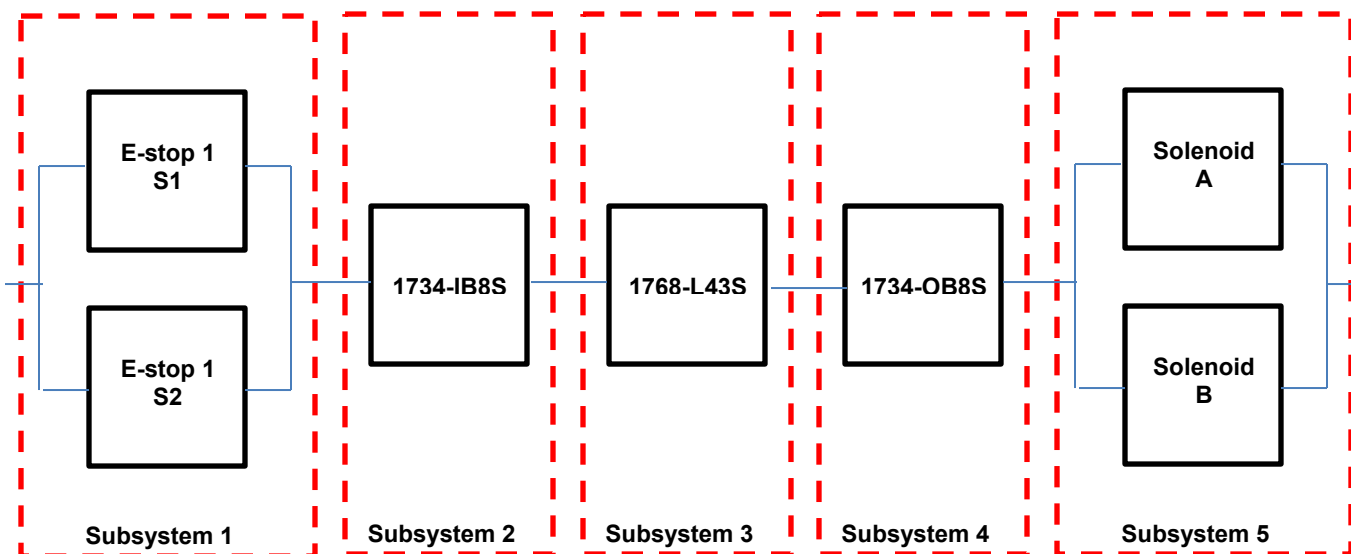 E-stop 1
S1
E-stop 1
S2
Subsystem 1
1734-IB8S
Subsystem 2
1768-L43S
Subsystem 3
1734-OB8S
Subsystem 4
Solenoid
A
Solenoid
B
Subsystem 5